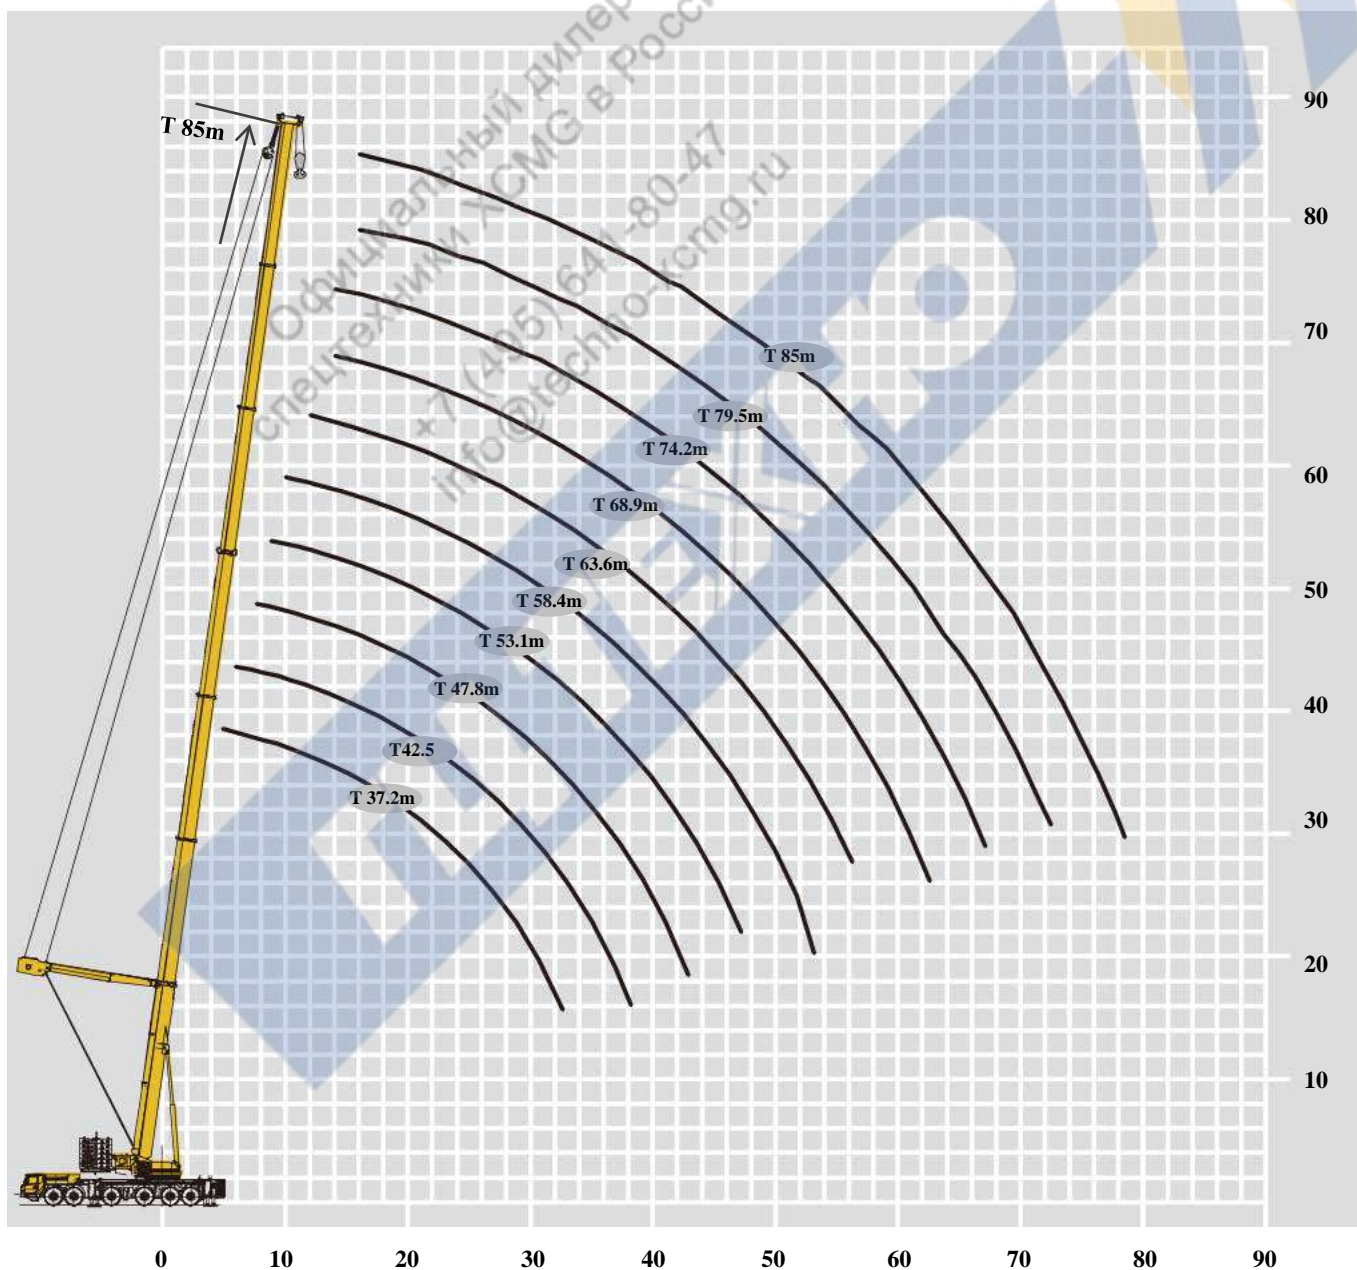 Официальный дилер
спецтехники XCMG в России
+7 (495) 641-80-47
info@techno-xcmg.ru
T 85m
T 85m
T 79.5m
T 74.2m
T 68.9m
T 63.6m
T 58.4m
T 53.1m
T 47.8m
T42.5
T 37.2m
90
80
70
60
50
40
30
20
10
0 10 20 30 40 50 60 70 80 90